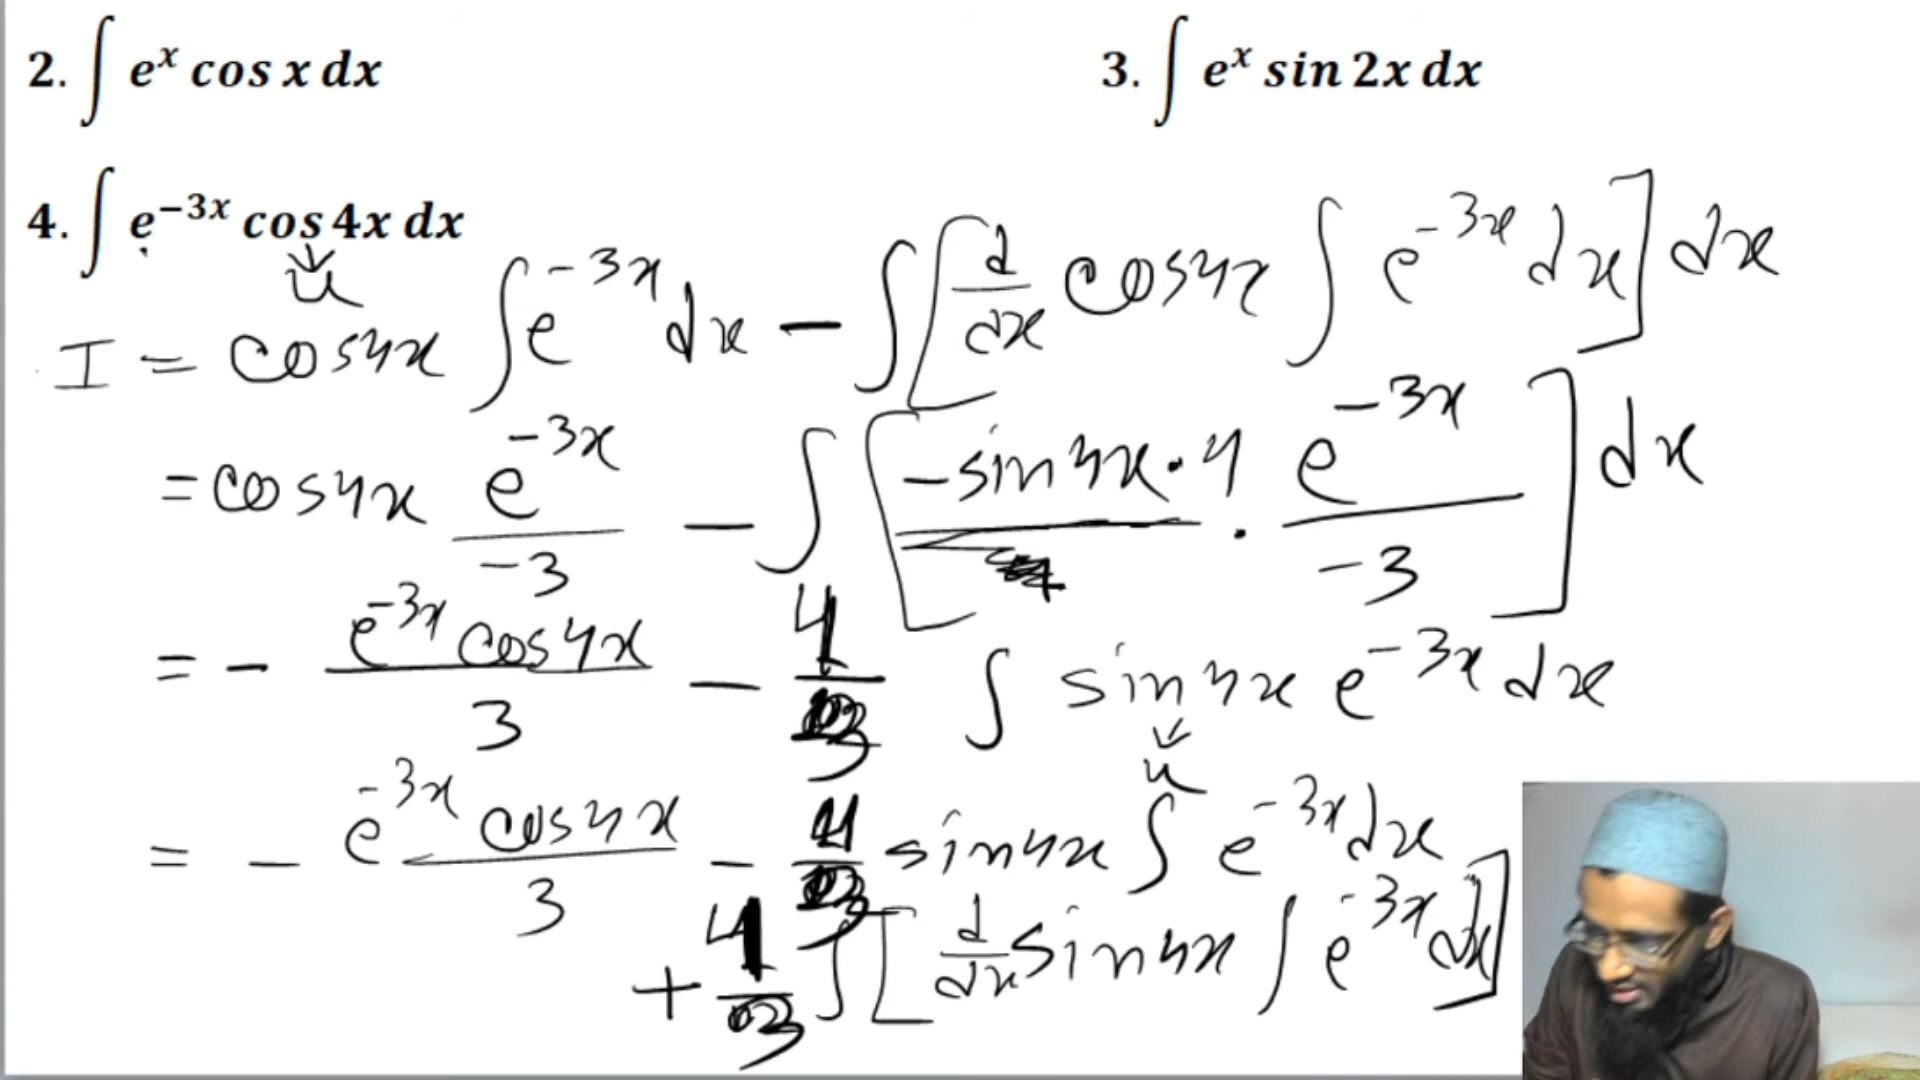 2. ∫ e^x cos x dx
3. ∫ e^x sin 2x dx
4. ∫ e^{-3x} cos 4x dx
u
I = cos4x ∫ e^{-3x} dx − ∫ [ d/dx cos4x ∫ e^{-3x} dx ] dx
= cos4x e^{-3x}/-3 − ∫ [ -sin4x·4 · e^{-3x}/-3 ] dx
= − e^{-3x} cos4x/3 − 4/3 ∫ sin4x e^{-3x} dx
u
= − e^{-3x} cos4x/3 − 4/3 sin4x ∫ e^{-3x} dx
+ 4/3 ∫ [ d/dx sin4x ∫ e^{-3x} dx ]